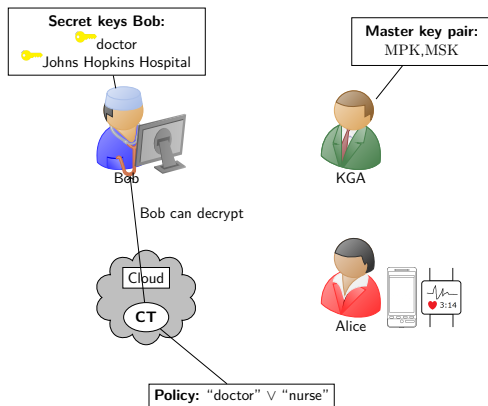 Secret keys Bob:
doctor
Johns Hopkins Hospital
Master key pair:
MPK,MSK
Bob
KGA
Bob can decrypt
Cloud
CT
Alice
3:14
Policy: “doctor” ∨ “nurse”